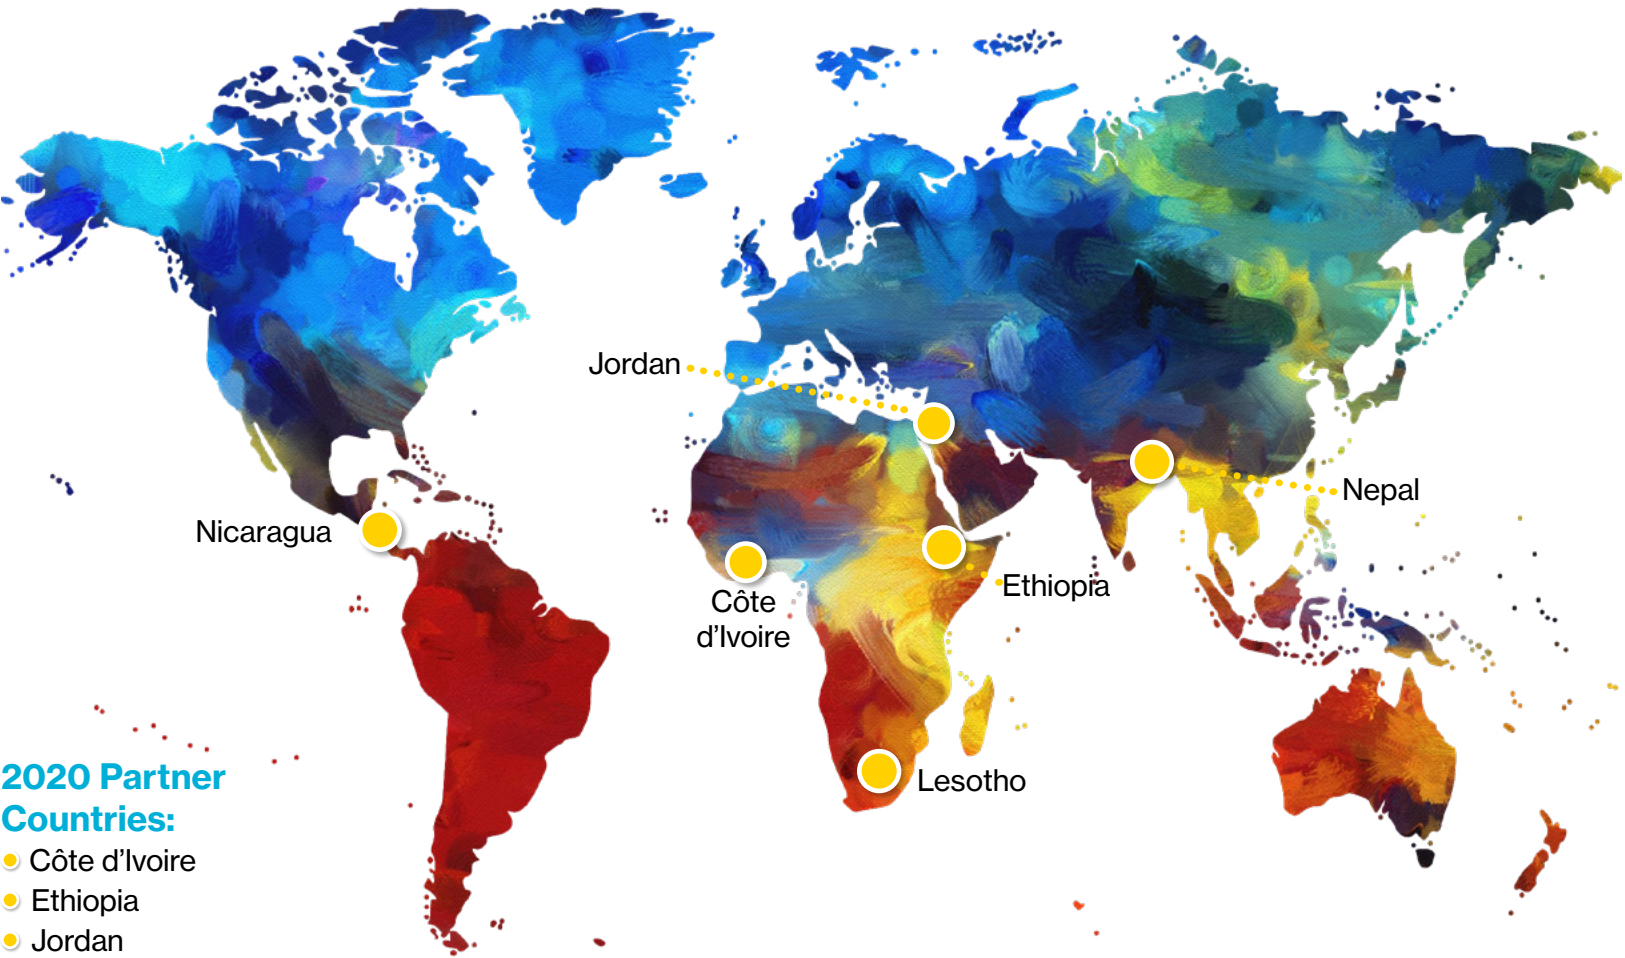 Jordan
Nepal
Nicaragua
Ethiopia
Côte
d’Ivoire
Lesotho
2020 Partner
Countries:
Côte d’Ivoire
Ethiopia
Jordan